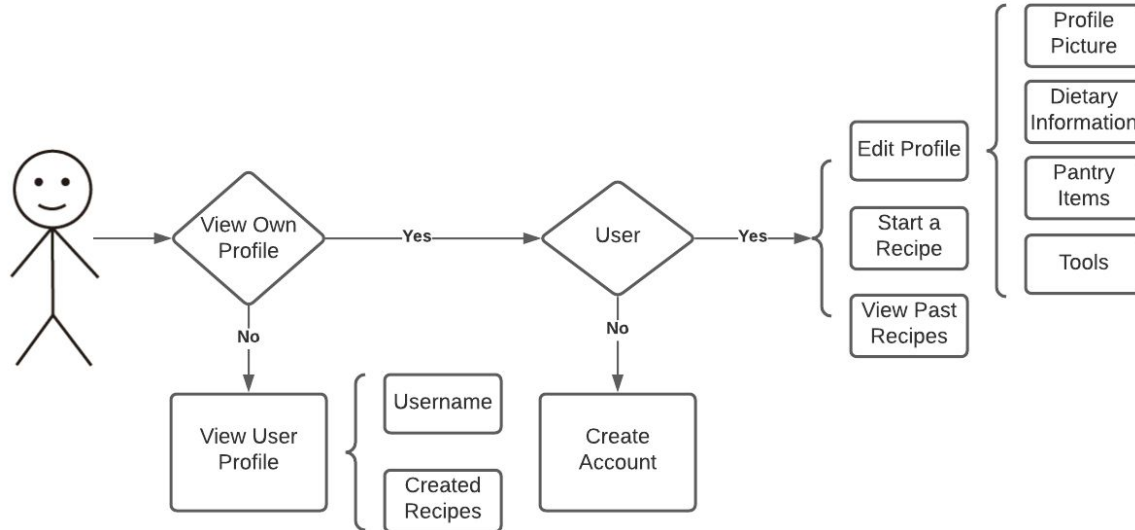 Profile
Picture
Dietary
Information
Edit Profile
Pantry
Items
View Own
Profile
Yes
User
Yes
Start a
Recipe
Tools
No
No
View Past
Recipes
View User
Profile
Username
Created
Recipes
Create
Account